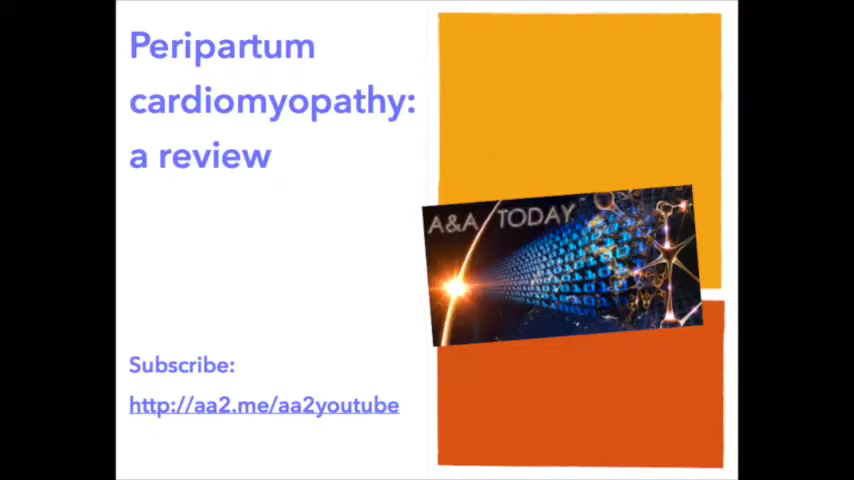 Peripartum
cardiomyopathy:
a review
A&A TODAY
Subscribe:
http://aa2.me/aa2youtube